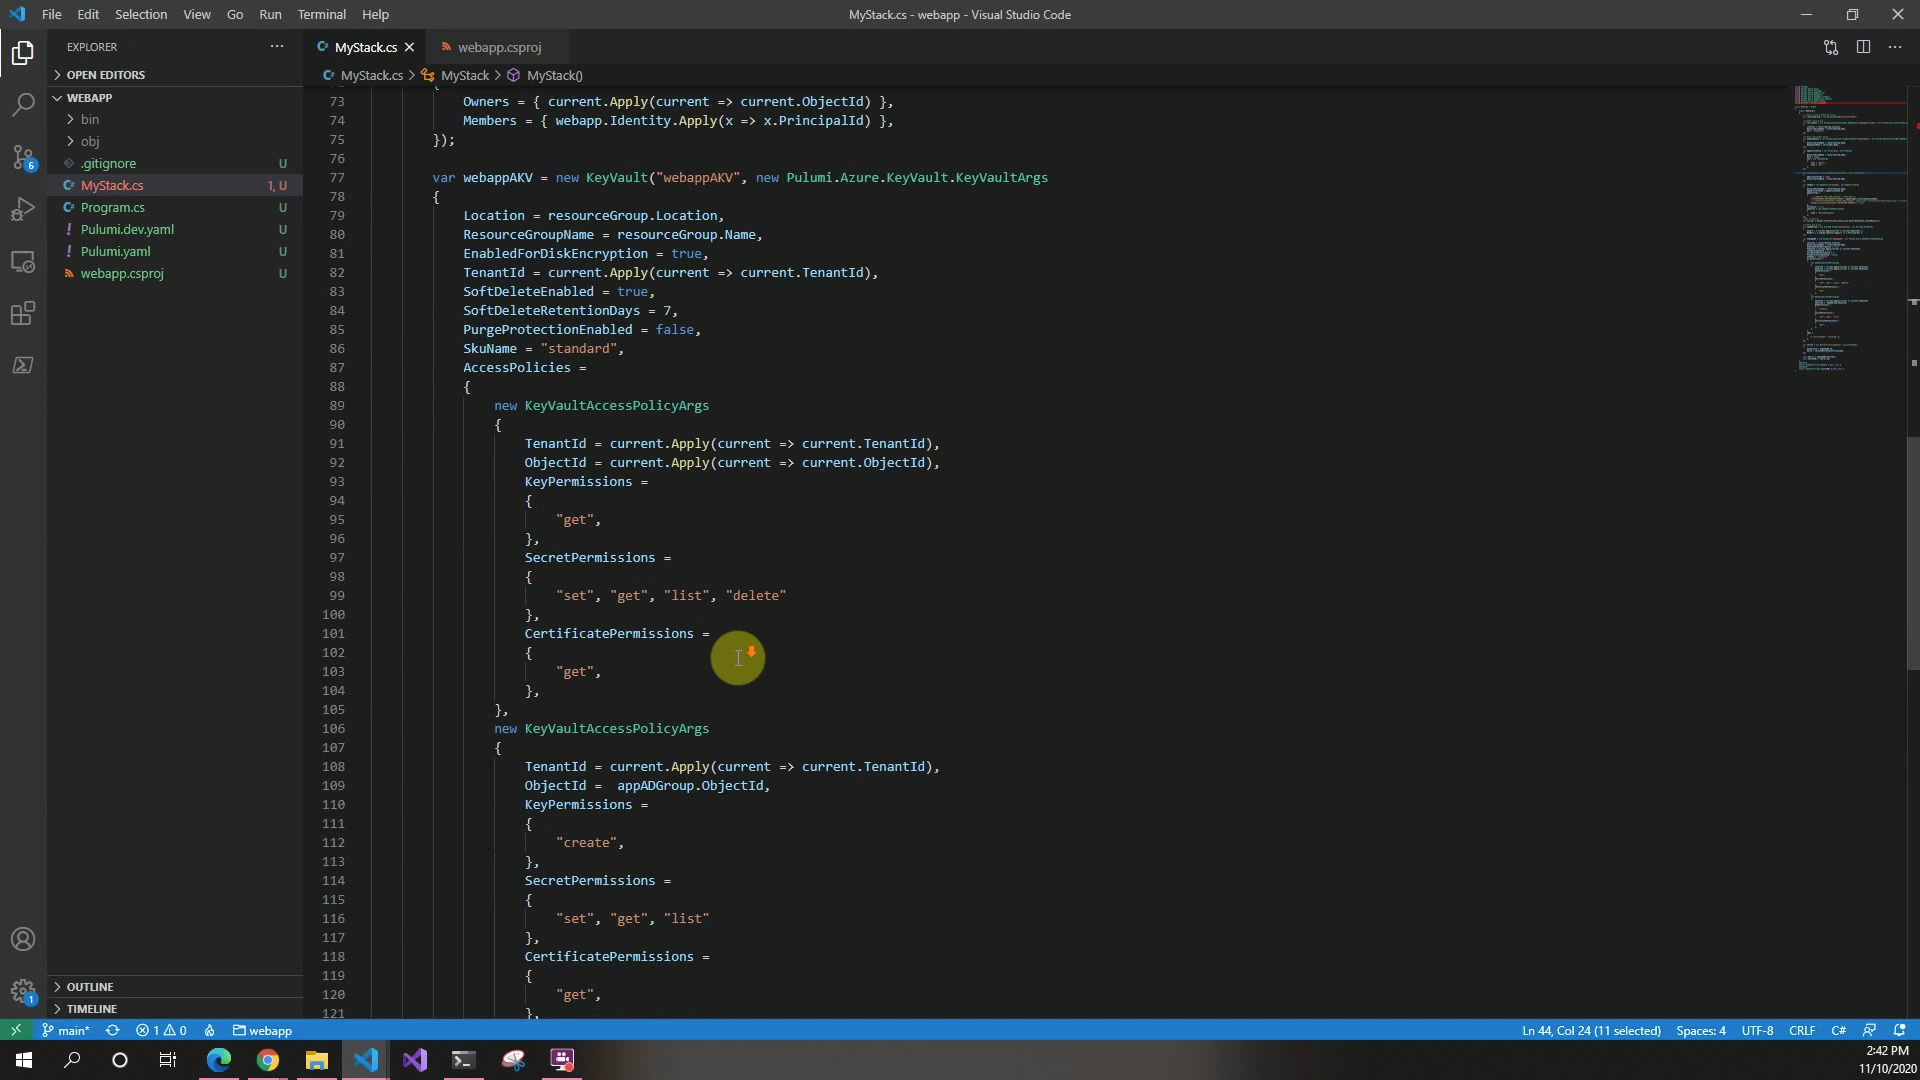 File Edit Selection View Go Run Terminal Help
MyStack.cs - webapp - Visual Studio Code
EXPLORER
MyStack.cs
webapp.csproj
OPEN EDITORS
MyStack.cs > MyStack > MyStack()
WEBAPP
bin
obj
.gitignore U
MyStack.cs 1, U
Program.cs U
Pulumi.dev.yaml U
Pulumi.yaml U
webapp.csproj U
6
73 Owners = { current.Apply(current => current.ObjectId) },
74 Members = { webapp.Identity.Apply(x => x.PrincipalId) },
75 });
76
77 var webappAKV = new KeyVault("webappAKV", new Pulumi.Azure.KeyVault.KeyVaultArgs
78 {
79 Location = resourceGroup.Location,
80 ResourceGroupName = resourceGroup.Name,
81 EnabledForDiskEncryption = true,
82 TenantId = current.Apply(current => current.TenantId),
83 SoftDeleteEnabled = true,
84 SoftDeleteRetentionDays = 7,
85 PurgeProtectionEnabled = false,
86 SkuName = "standard",
87 AccessPolicies =
88 {
89 new KeyVaultAccessPolicyArgs
90 {
91 TenantId = current.Apply(current => current.TenantId),
92 ObjectId = current.Apply(current => current.ObjectId),
93 KeyPermissions =
94 {
95 "get",
96 },
97 SecretPermissions =
98 {
99 "set", "get", "list", "delete"
100 },
101 CertificatePermissions =
102 {
103 "get",
104 },
105 },
106 new KeyVaultAccessPolicyArgs
107 {
108 TenantId = current.Apply(current => current.TenantId),
109 ObjectId =  appADGroup.ObjectId,
110 KeyPermissions =
111 {
112 "create",
113 },
114 SecretPermissions =
115 {
116 "set", "get", "list"
117 },
118 CertificatePermissions =
119 {
120 "get",
121 },
OUTLINE
TIMELINE
1
main* 1 0 webapp
Ln 44, Col 24 (11 selected) Spaces: 4 UTF-8 CRLF C#
2:42 PM
11/10/2020